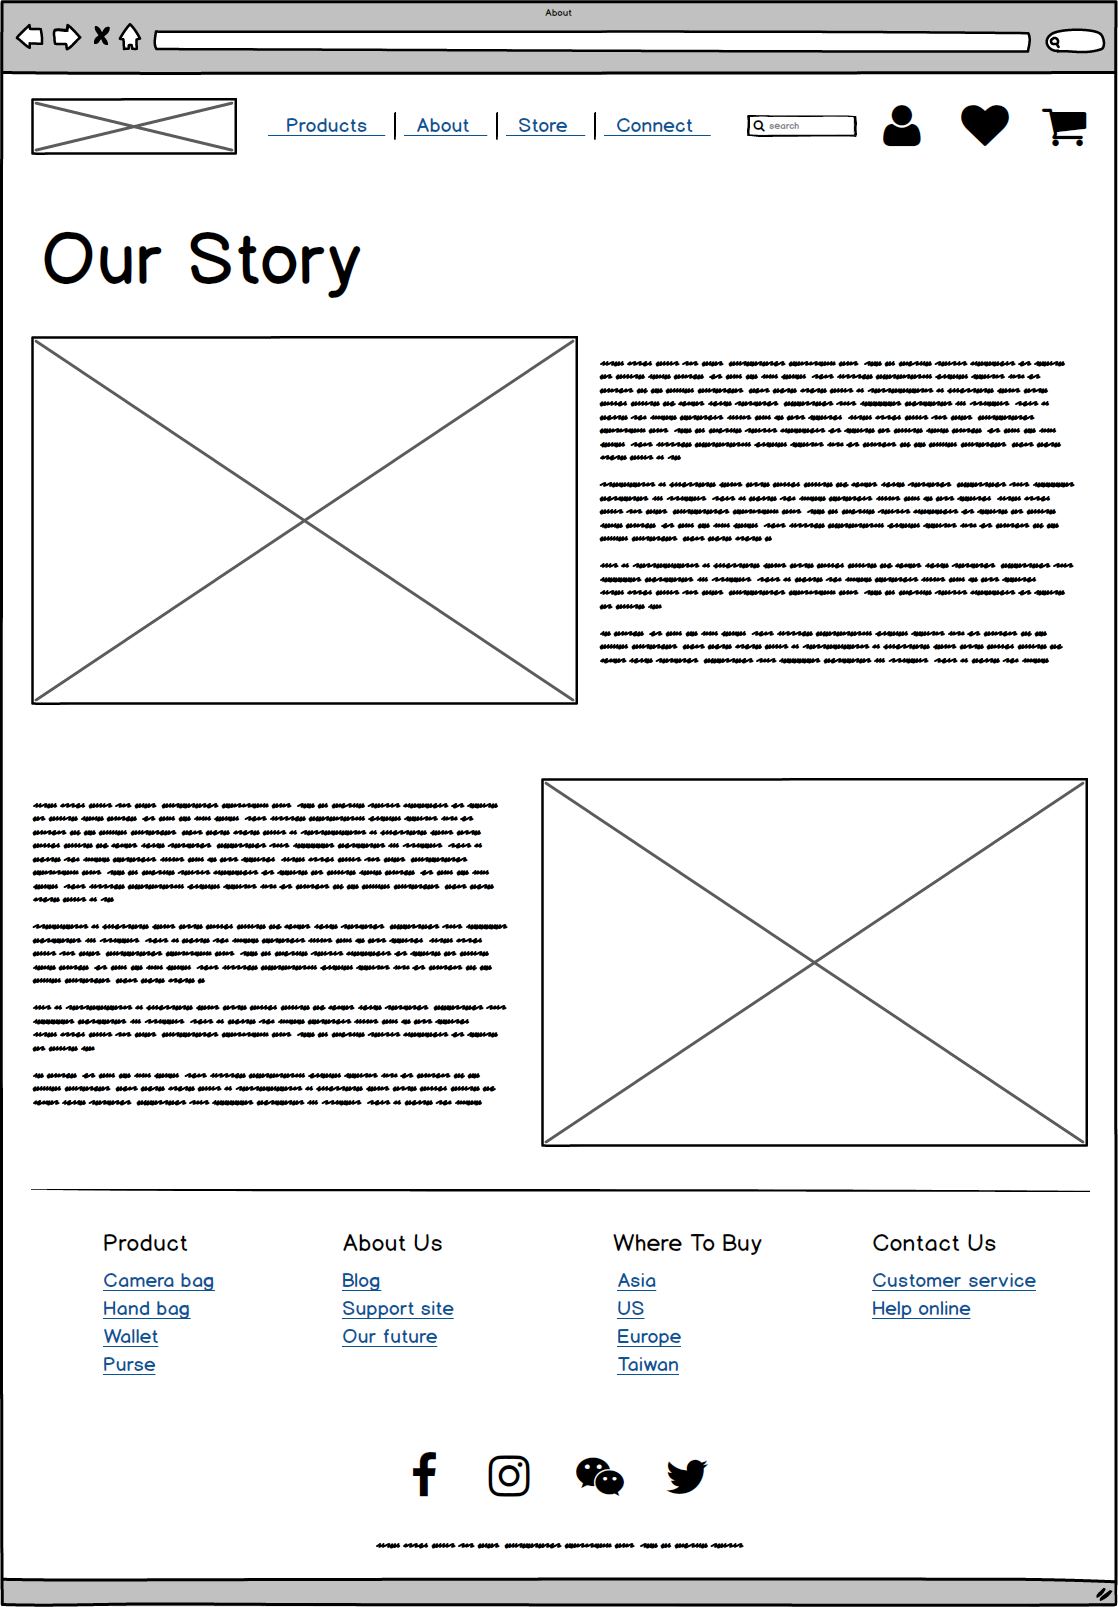 About
Products
About
Store
Connect
search
Our Story
Product
Camera bag
Hand bag
Wallet
Purse
About Us
Blog
Support site
Our future
Where To Buy
Asia
US
Europe
Taiwan
Contact Us
Customer service
Help online